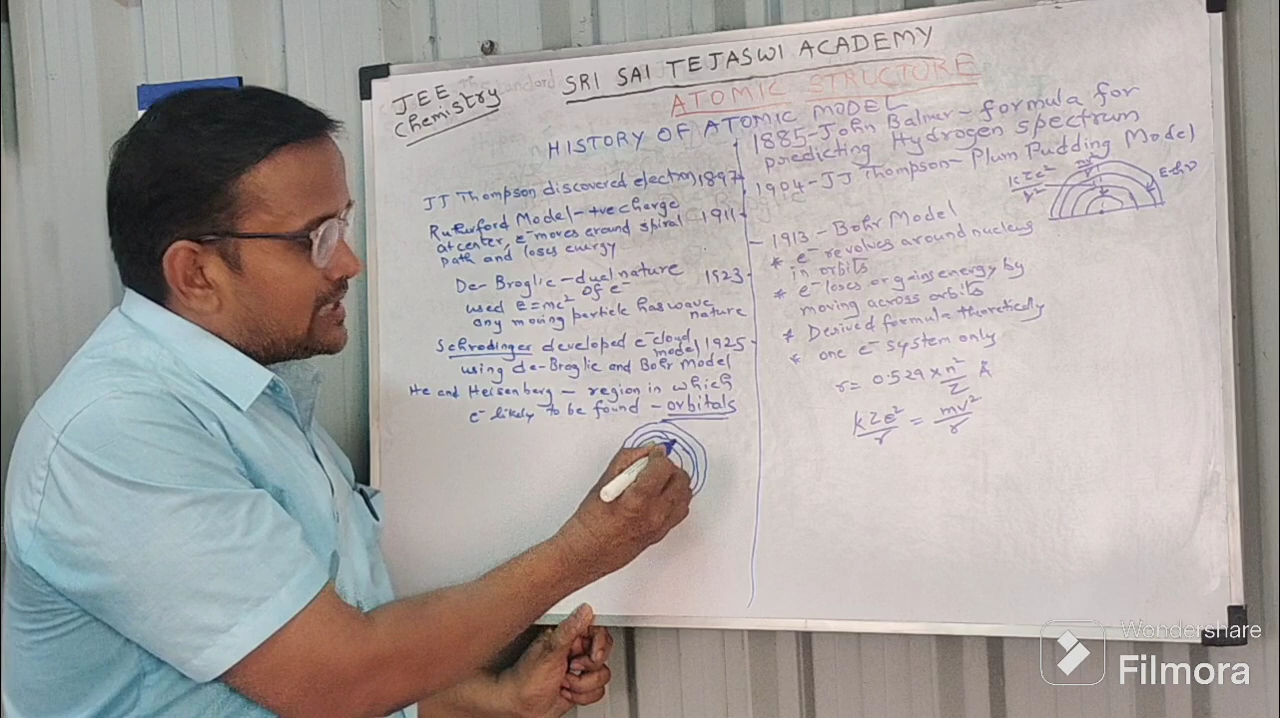 JEE
Chemistry
SRI SAI TEJASWI ACADEMY
ATOMIC STRUCTURE
HISTORY OF ATOMIC MODEL
JJ Thompson discovered electron 1897
Rutherford Model - +ve charge
at center, e- moves around spiral 1911
path and loses energy
De-Broglie - dual nature 1923
of e-
used E=mc²
any moving particle has wave
nature
Schrodinger developed e- cloud
model 1925
using de-Broglie and Bohr Model
He and Heisenberg - region in which
e- likely to be found - orbitals
1885 - John Balmer - formula for
predicting Hydrogen spectrum
1904 - JJ Thompson - Plum Pudding Model
kZe²/r²
mv²/r
E=hν
1913 - Bohr Model
* e- revolves around nucleus
in orbits
* e- loses or gains energy by
moving across orbits
* Derived formula theoretically
* one e- system only
r = 0.529 × n²/Z Å
kZe²/r = mv²/r
Wondershare
Filmora